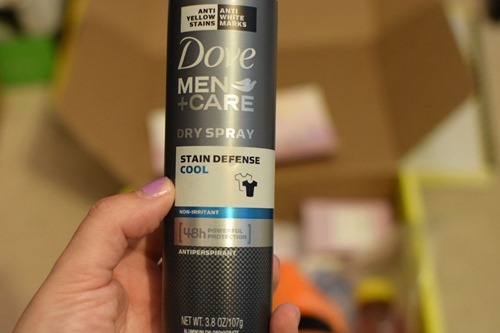 ANTI YELLOW STAINS
ANTI WHITE MARKS
Dove
MEN
+CARE
DRY SPRAY
STAIN DEFENSE
COOL
NON-IRRITANT
[48h POWERFUL PROTECTION]
ANTIPERSPIRANT
NET WT. 3.8 OZ/107g